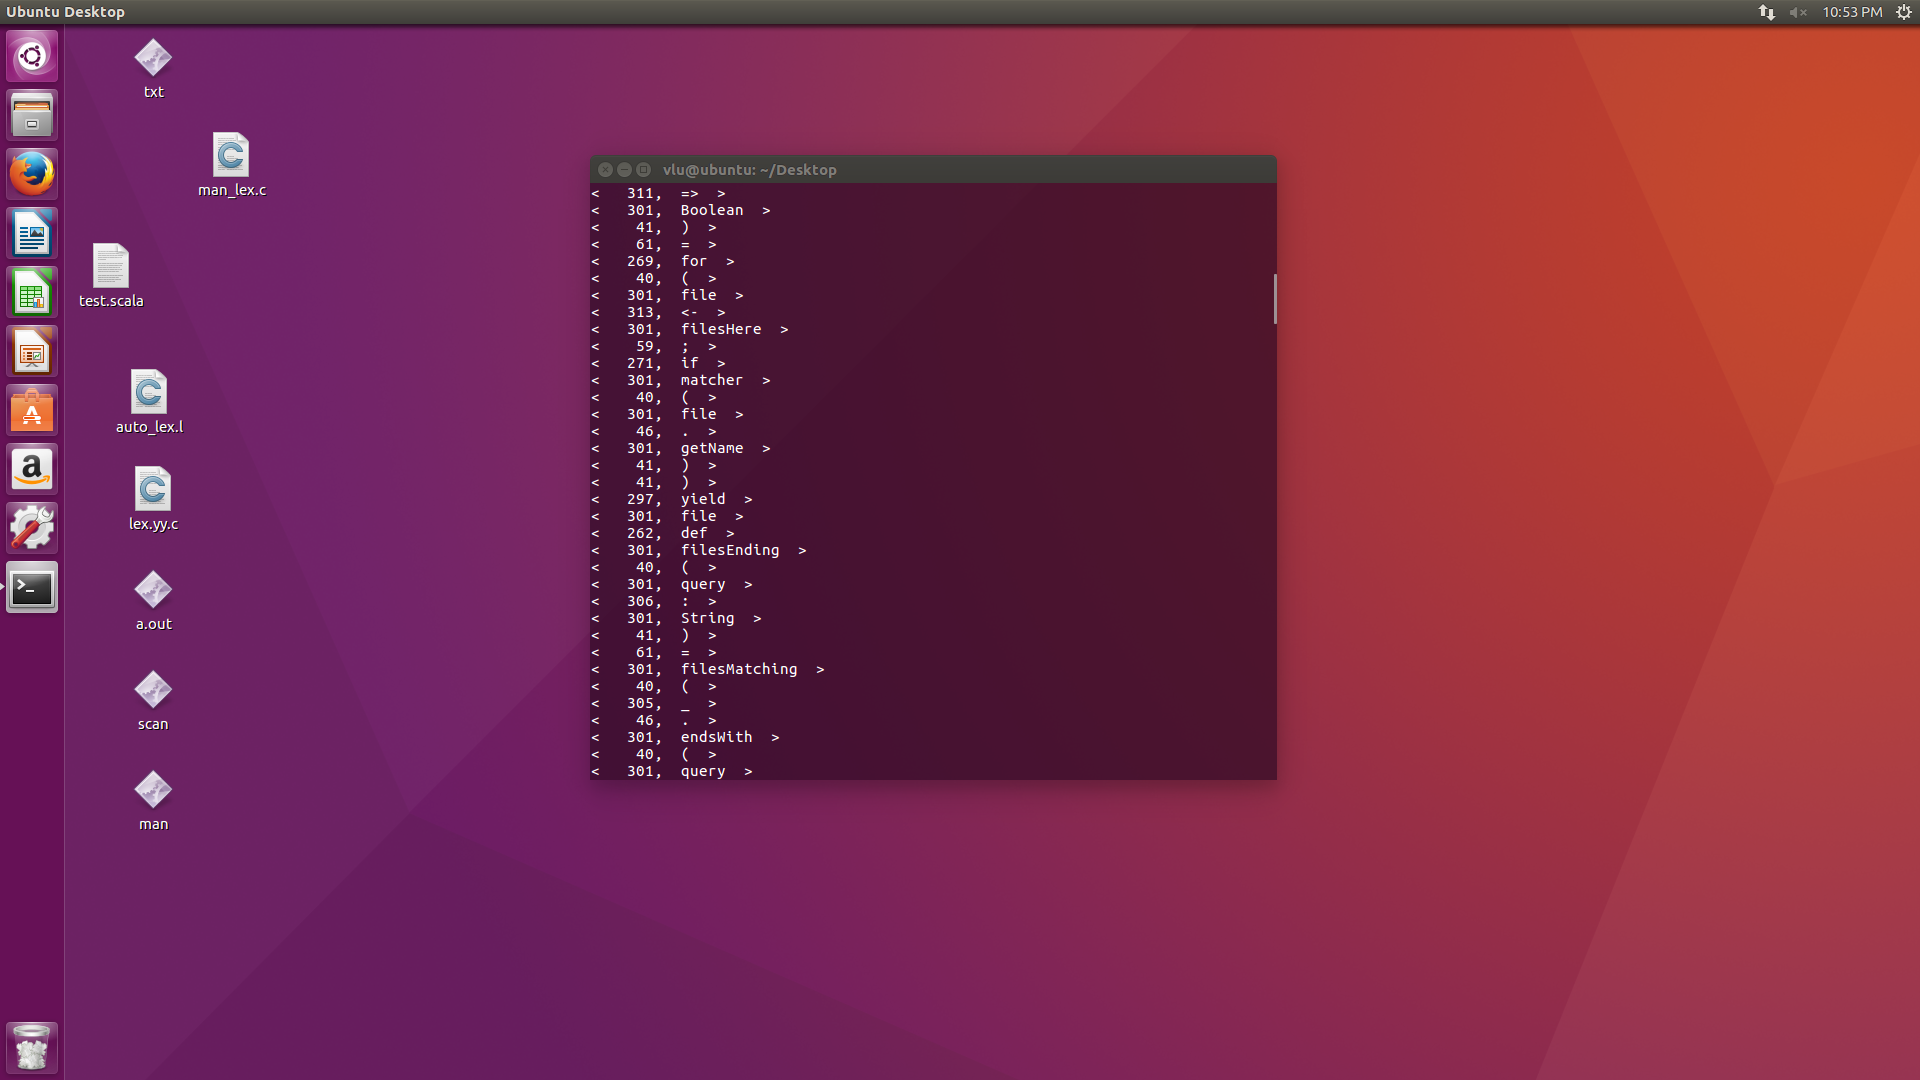 Ubuntu Desktop
10:53 PM
txt
man_lex.c
test.scala
auto_lex.l
lex.yy.c
a.out
scan
man
vlu@ubuntu: ~/Desktop
<   311,  =>  >
<   301,  Boolean  >
<    41,  )  >
<    61,  =  >
<   269,  for  >
<    40,  (  >
<   301,  file  >
<   313,  <-  >
<   301,  filesHere  >
<    59,  ;  >
<   271,  if  >
<   301,  matcher  >
<    40,  (  >
<   301,  file  >
<    46,  .  >
<   301,  getName  >
<    41,  )  >
<    41,  )  >
<   297,  yield  >
<   301,  file  >
<   262,  def  >
<   301,  filesEnding  >
<    40,  (  >
<   301,  query  >
<   306,  :  >
<   301,  String  >
<    41,  )  >
<    61,  =  >
<   301,  filesMatching  >
<    40,  (  >
<   305,  _  >
<    46,  .  >
<   301,  endsWith  >
<    40,  (  >
<   301,  query  >